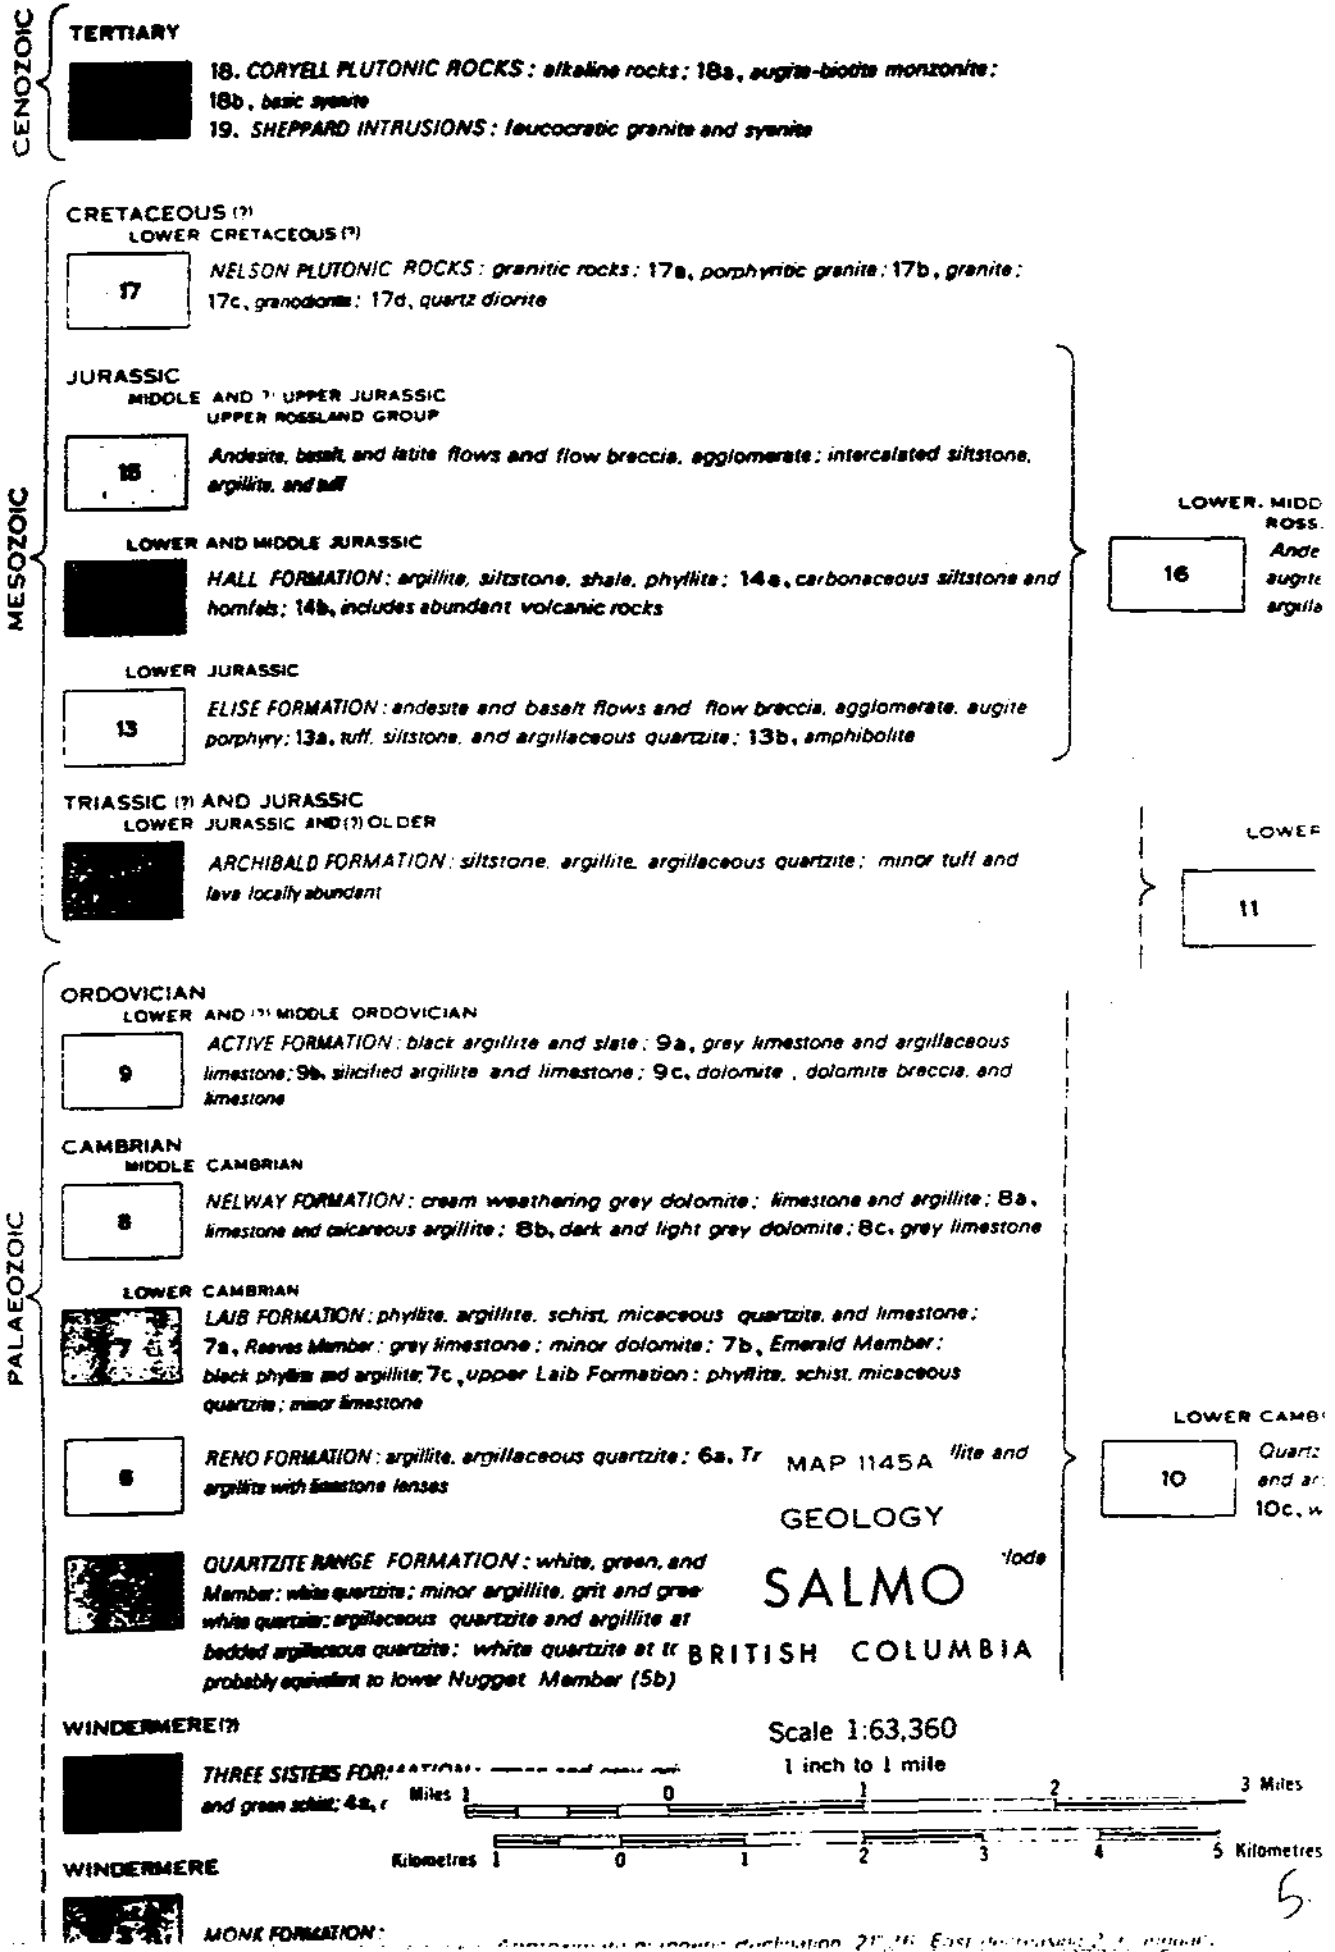 CENOZOIC
TERTIARY
18. CORYELL PLUTONIC ROCKS : alkaline rocks ; 18a, augite-biotite monzonite ;
18b, basic syenite
19. SHEPPARD INTRUSIONS : leucocratic granite and syenite
MESOZOIC
CRETACEOUS (?)
LOWER CRETACEOUS (?)
17
NELSON PLUTONIC ROCKS : granitic rocks ; 17a, porphyritic granite ; 17b, granite ;
17c, granodiorite ; 17d, quartz diorite
JURASSIC
MIDDLE AND (?) UPPER JURASSIC
UPPER ROSSLAND GROUP
15
Andesite, basalt, and latite flows and flow breccia, agglomerate ; intercalated siltstone,
argillite, and tuff
LOWER AND MIDDLE JURASSIC
HALL FORMATION : argillite, siltstone, shale, phyllite ; 14a, carbonaceous siltstone and
hornfels ; 14b, includes abundant volcanic rocks
LOWER JURASSIC
13
ELISE FORMATION : andesite and basalt flows and flow breccia, agglomerate, augite
porphyry ; 13a, tuff, siltstone, and argillaceous quartzite ; 13b, amphibolite
LOWER, MIDD
ROSS.
16
Ande
augite
argilla
TRIASSIC (?) AND JURASSIC
LOWER JURASSIC AND (?) OLDER
ARCHIBALD FORMATION : siltstone, argillite, argillaceous quartzite ; minor tuff and
lava locally abundant
LOWER
11
PALAEOZOIC
ORDOVICIAN
LOWER AND (?) MIDDLE ORDOVICIAN
9
ACTIVE FORMATION : black argillite and slate ; 9a, grey limestone and argillaceous
limestone ; 9b, silicified argillite and limestone ; 9c, dolomite , dolomite breccia, and
limestone
CAMBRIAN
MIDDLE CAMBRIAN
8
NELWAY FORMATION : cream weathering grey dolomite ; limestone and argillite ; 8a,
limestone and calcareous argillite ; 8b, dark and light grey dolomite ; 8c, grey limestone
LOWER CAMBRIAN
7
LAIB FORMATION : phyllite, argillite, schist, micaceous quartzite, and limestone ;
7a, Reeves Member : grey limestone ; minor dolomite ; 7b, Emerald Member :
black phyllite and argillite; 7c, upper Laib Formation : phyllite, schist, micaceous
quartzite ; minor limestone
6
RENO FORMATION : argillite, argillaceous quartzite ; 6a, Tr
llite and
argillite with limestone lenses
LOWER CAMB
10
Quartz
and ar
10c, w
QUARTZITE RANGE FORMATION : white, green, and
Member : white quartzite ; minor argillite, grit and gree
white quartzite; argillaceous quartzite and argillite at
bedded argillaceous quartzite ; white quartzite at
probably equivalent to lower Nugget Member (5b)
MAP 1145A
GEOLOGY
SALMO
BRITISH COLUMBIA
Scale 1:63,360
1 inch to 1 mile
Miles 1 0 1 2 3 Miles
Kilometres 1 0 1 2 3 4 5 Kilometres
WINDERMERE (?)
THREE SISTERS FORMATION :
and green schist; 4a,
WINDERMERE
MONK FORMATION :
5.